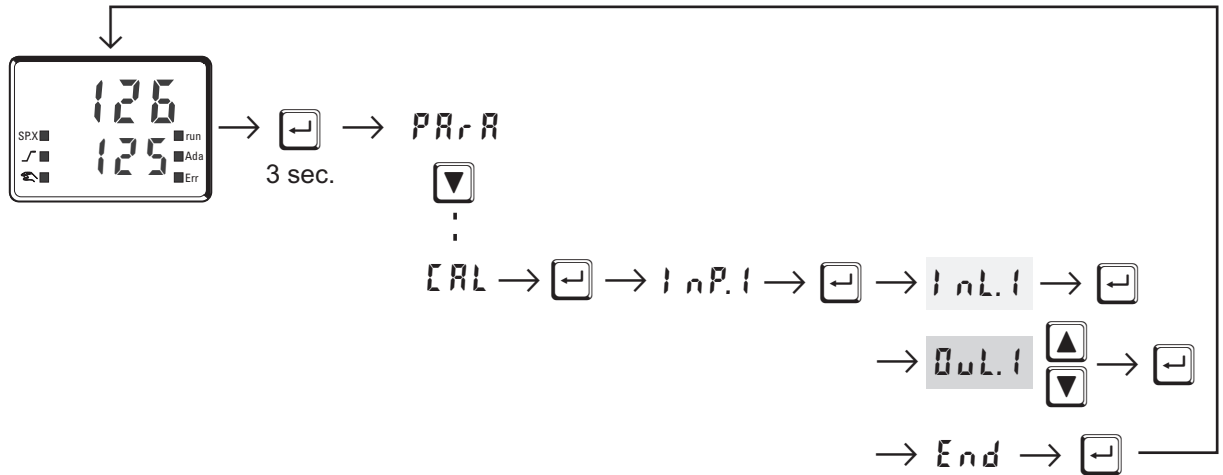 126
SP.X run
125 Ada
Err
3 sec.
PArA
CAL InP.1 InL.1
OuL.1
End